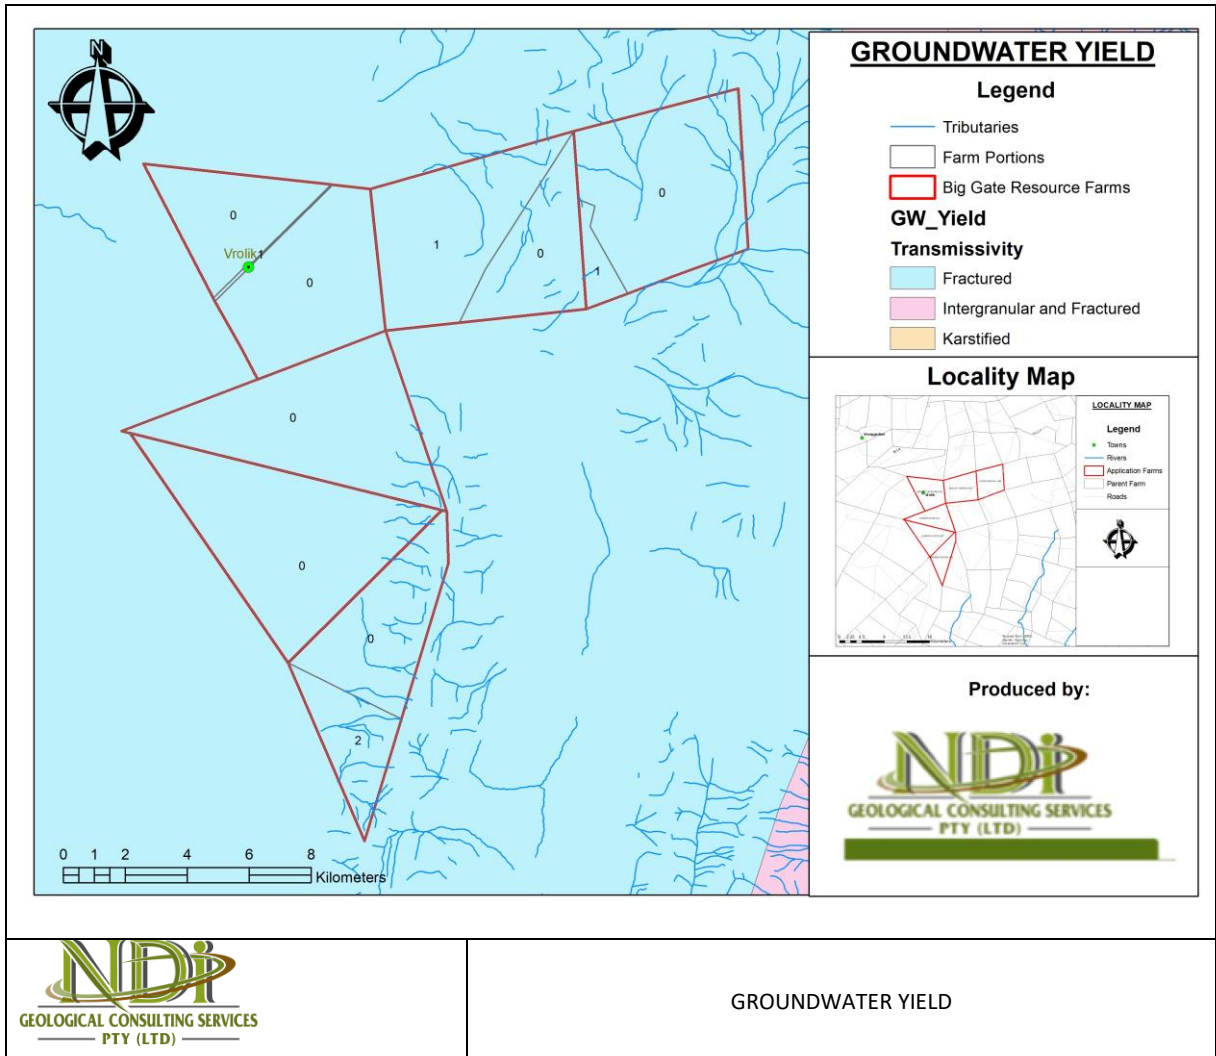 N
GROUNDWATER YIELD
Legend
Tributaries
Farm Portions
Big Gate Resource Farms
GW_Yield
Transmissivity
Fractured
Intergranular and Fractured
Karstified
0
0
Vrolik
1
0
1
0
1
0
0
0
0
2
0 1 2 4 6 8
Kilometers
Locality Map
LOCALITY MAP
Legend
Towns
Rivers
Application Farms
Parent Farm
Roads
Produced by:
NDi
GEOLOGICAL CONSULTING SERVICES
PTY (LTD)
NDi
GEOLOGICAL CONSULTING SERVICES
PTY (LTD)
GROUNDWATER YIELD